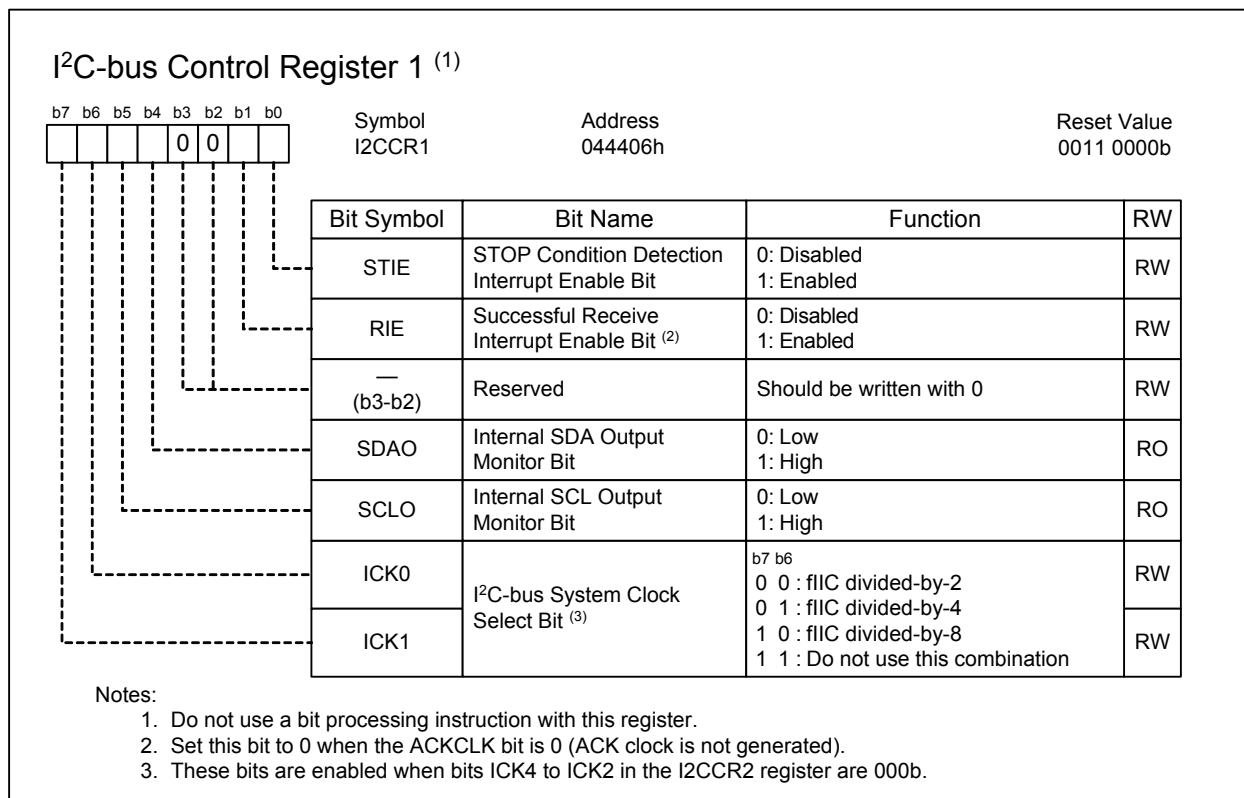 I²C-bus Control Register 1 (1)
b7 b6 b5 b4 b3 b2 b1 b0
0 0
Symbol Address Reset Value
I2CCR1 044406h 0011 0000b
Bit Symbol Bit Name Function RW
STIE STOP Condition Detection 0: Disabled RW
Interrupt Enable Bit 1: Enabled
RIE Successful Receive 0: Disabled RW
Interrupt Enable Bit (2) 1: Enabled
— Reserved Should be written with 0 RW
(b3-b2)
SDAO Internal SDA Output 0: Low RO
Monitor Bit 1: High
SCLO Internal SCL Output 0: Low RO
Monitor Bit 1: High
ICK0 I²C-bus System Clock b7 b6 RW
Select Bit (3) 0 0 : fIIC divided-by-2
0 1 : fIIC divided-by-4
ICK1 1 0 : fIIC divided-by-8 RW
1 1 : Do not use this combination
Notes:
1. Do not use a bit processing instruction with this register.
2. Set this bit to 0 when the ACKCLK bit is 0 (ACK clock is not generated).
3. These bits are enabled when bits ICK4 to ICK2 in the I2CCR2 register are 000b.